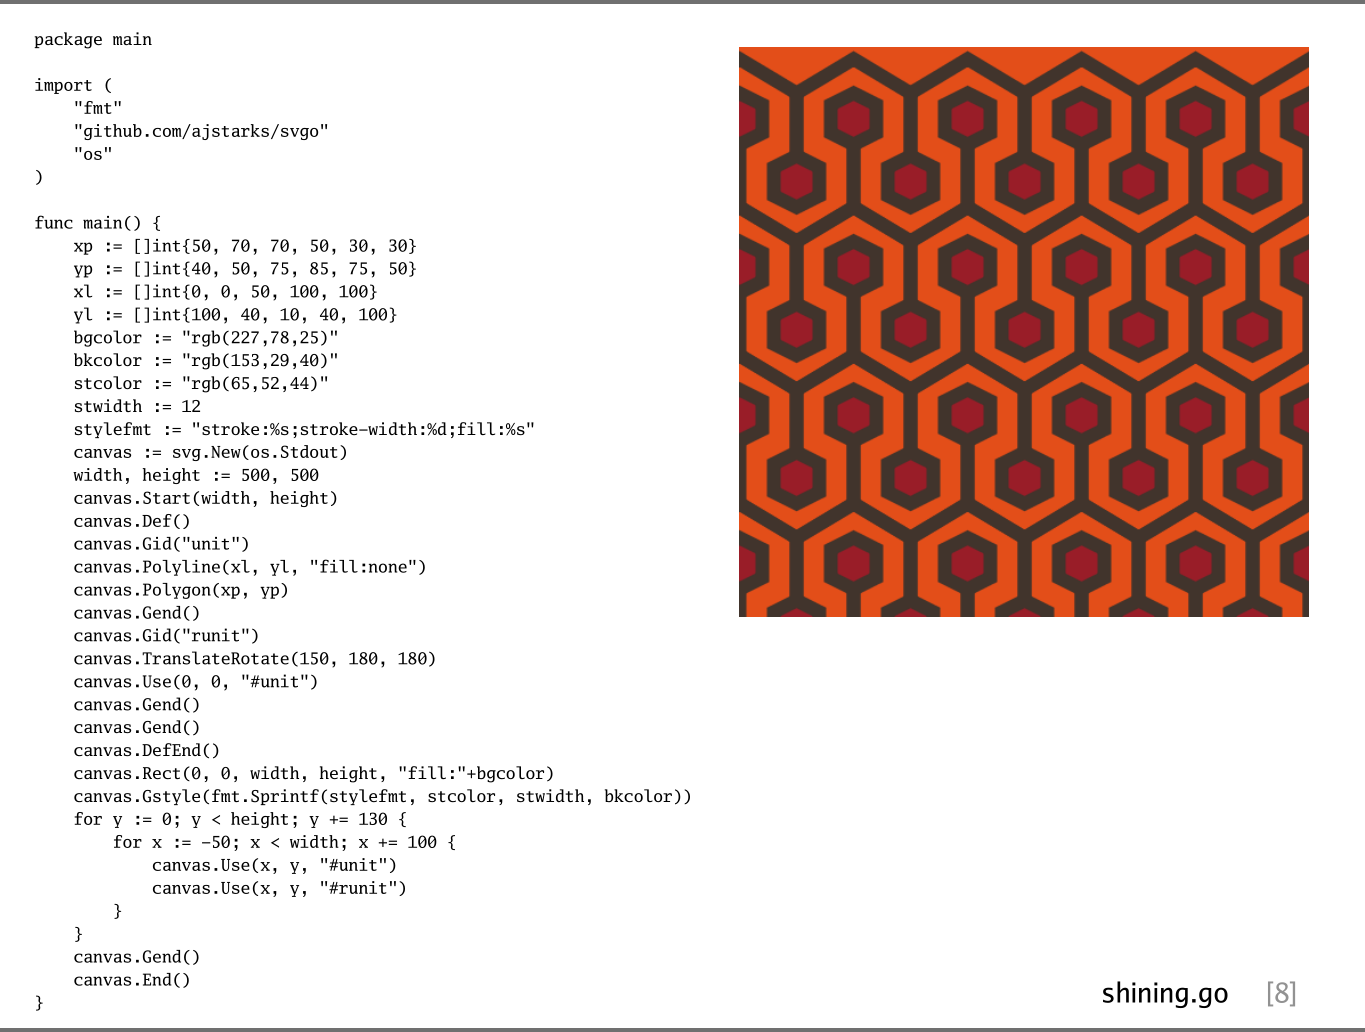 package main

import (
    "fmt"
    "github.com/ajstarks/svgo"
    "os"
)

func main() {
    xp := []int{50, 70, 70, 50, 30, 30}
    yp := []int{40, 50, 75, 85, 75, 50}
    xl := []int{0, 0, 50, 100, 100}
    yl := []int{100, 40, 10, 40, 100}
    bgcolor := "rgb(227,78,25)"
    bkcolor := "rgb(153,29,40)"
    stcolor := "rgb(65,52,44)"
    stwidth := 12
    stylefmt := "stroke:%s;stroke-width:%d;fill:%s"
    canvas := svg.New(os.Stdout)
    width, height := 500, 500
    canvas.Start(width, height)
    canvas.Def()
    canvas.Gid("unit")
    canvas.Polyline(xl, yl, "fill:none")
    canvas.Polygon(xp, yp)
    canvas.Gend()
    canvas.Gid("runit")
    canvas.TranslateRotate(150, 180, 180)
    canvas.Use(0, 0, "#unit")
    canvas.Gend()
    canvas.Gend()
    canvas.DefEnd()
    canvas.Rect(0, 0, width, height, "fill:"+bgcolor)
    canvas.Gstyle(fmt.Sprintf(stylefmt, stcolor, stwidth, bkcolor))
    for y := 0; y < height; y += 130 {
        for x := -50; x < width; x += 100 {
            canvas.Use(x, y, "#unit")
            canvas.Use(x, y, "#runit")
        }
    }
    canvas.Gend()
    canvas.End()
}
shining.go [8]